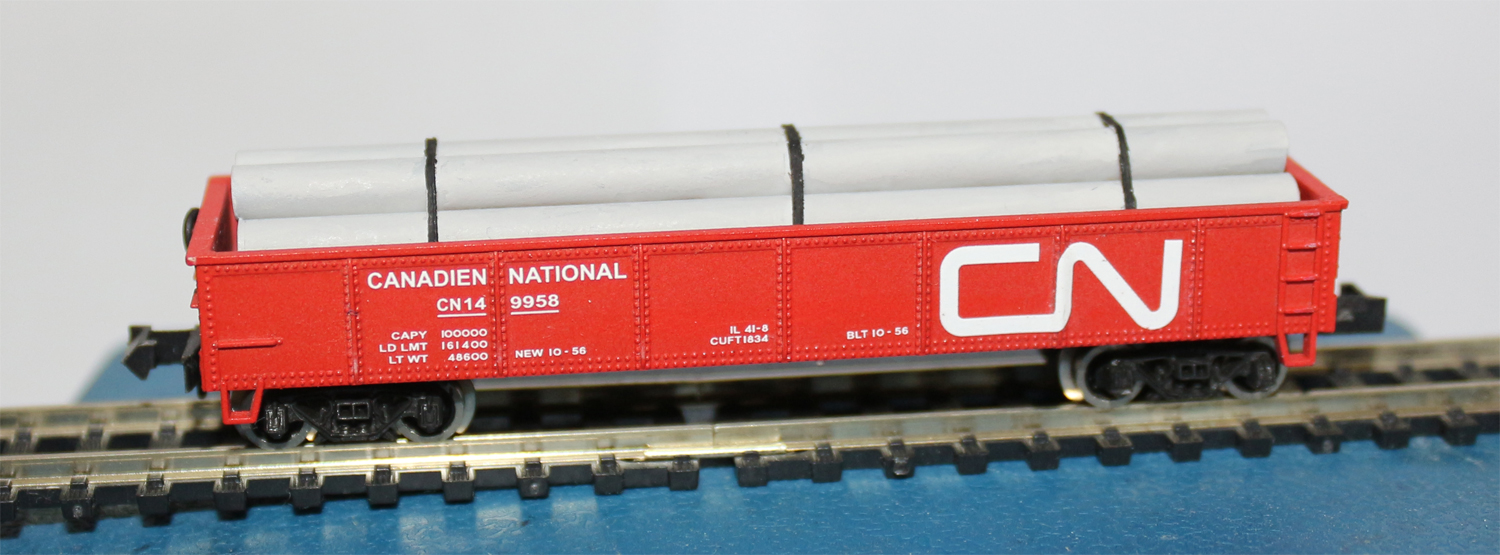 CANADIEN NATIONAL
CN14 9958
CAPY 100000
LD LMT 161400
LT WT 48600 NEW 10-56
IL 41-8
CUFT1834
BLT 10-56
CN